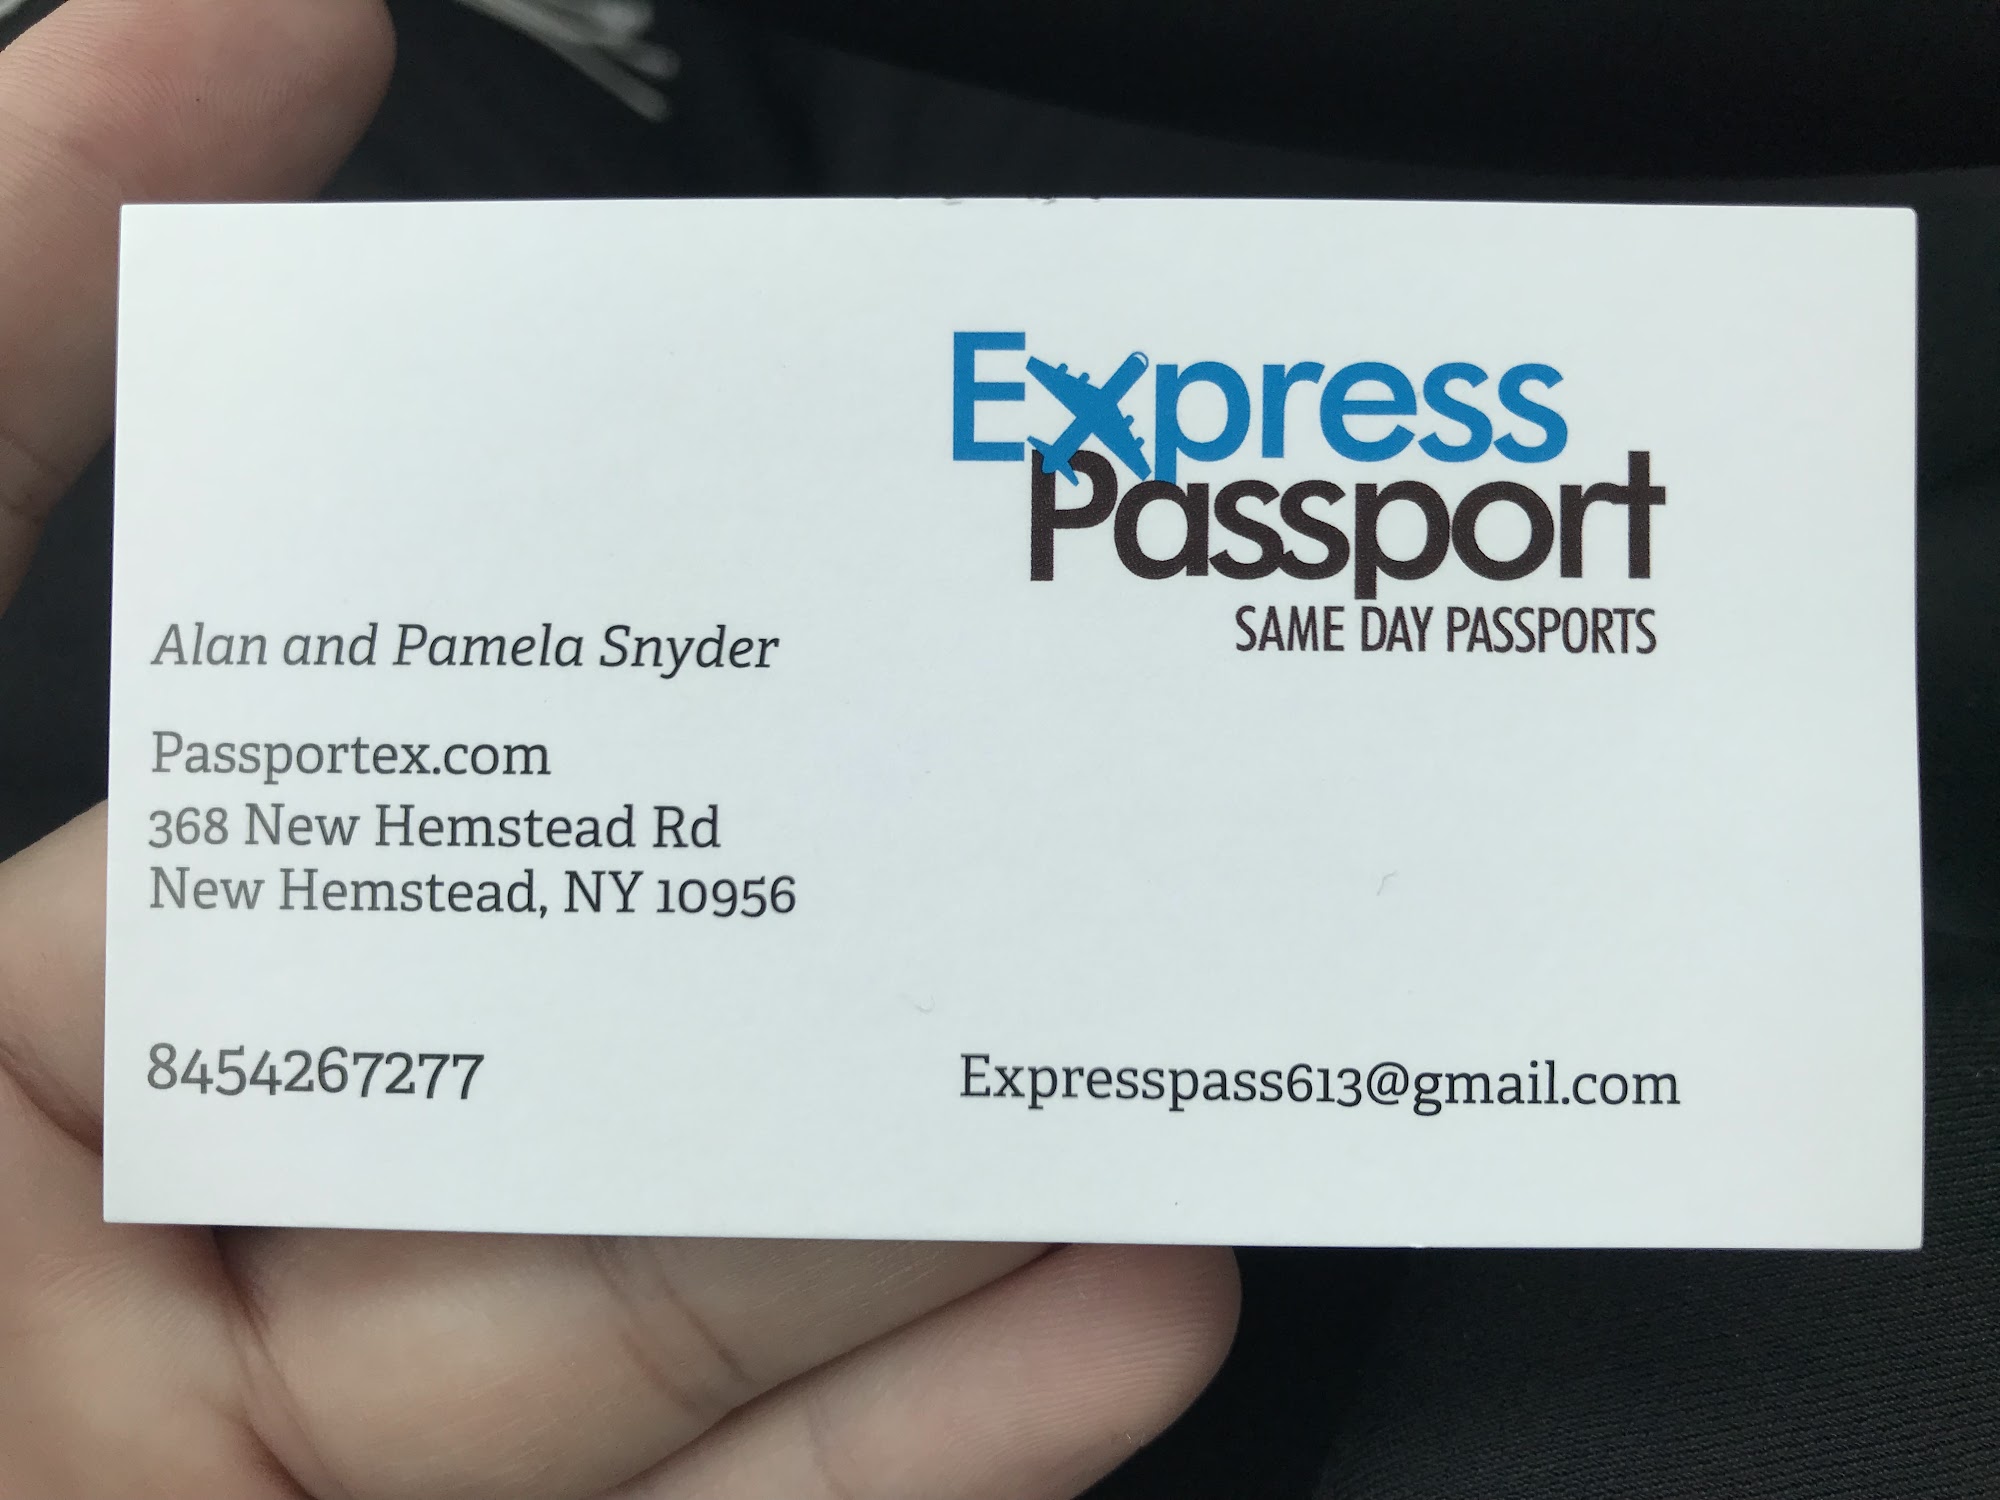 Express
Passport
SAME DAY PASSPORTS
Alan and Pamela Snyder
Passportex.com
368 New Hemstead Rd
New Hemstead, NY 10956
8454267277
Expresspass613@gmail.com